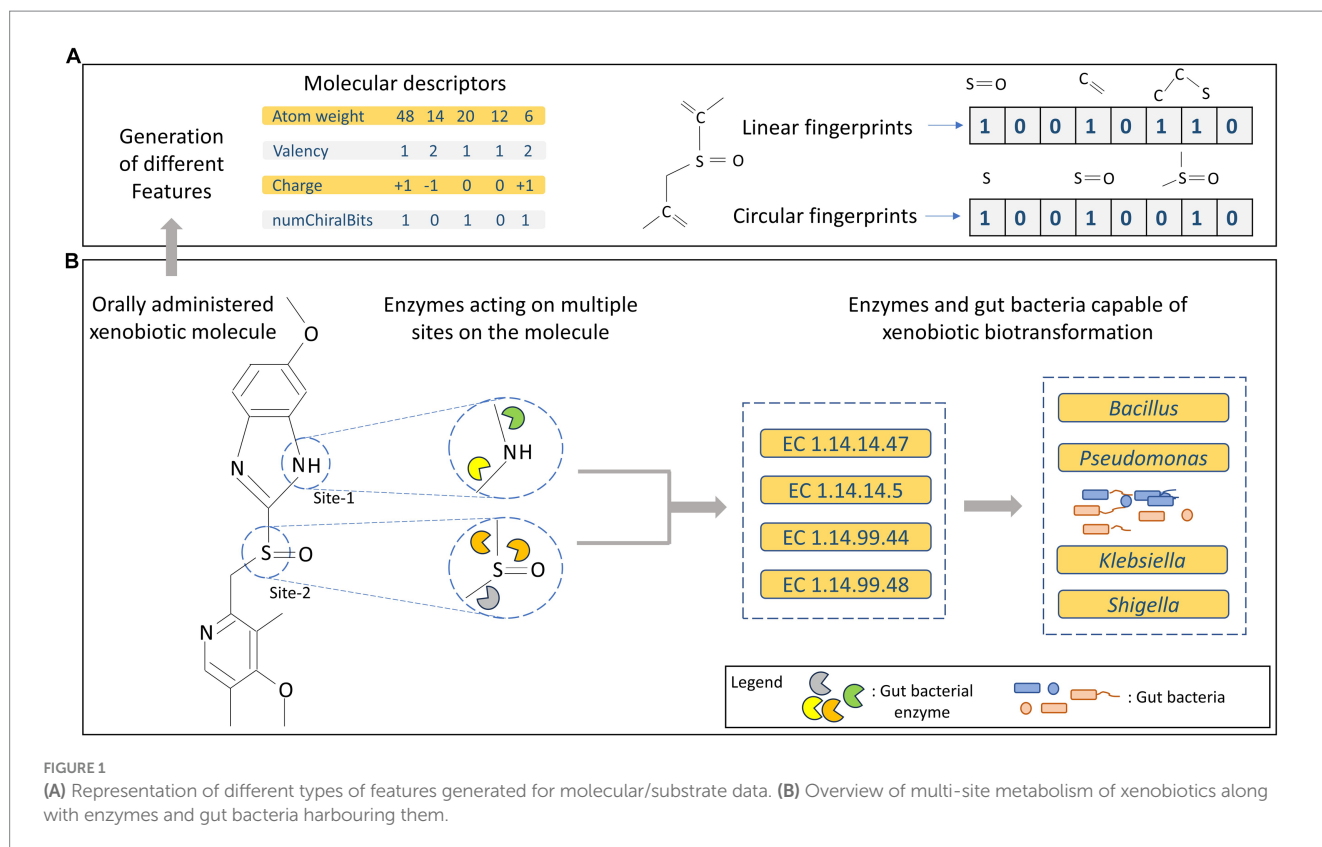 A
Molecular descriptors
Generation
of different
Features
Atom weight 48 14 20 12 6
Valency 1 2 1 1 2
Charge +1 -1 0 0 +1
numChiralBits 1 0 1 0 1
C
S=O
C
S=O
C
C
C
S
Linear fingerprints
1 0 0 1 0 1 1 0
S
S=O
S=O
Circular fingerprints
1 0 0 1 0 0 1 0
B
Orally administered
xenobiotic molecule
O
N
NH
Site-1
S=O
Site-2
N
O
Enzymes acting on multiple
sites on the molecule
NH
S=O
Enzymes and gut bacteria capable of
xenobiotic biotransformation
EC 1.14.14.47
EC 1.14.14.5
EC 1.14.99.44
EC 1.14.99.48
Bacillus
Pseudomonas
Klebsiella
Shigella
Legend
: Gut bacterial
enzyme
: Gut bacteria
FIGURE 1
(A) Representation of different types of features generated for molecular/substrate data. (B) Overview of multi-site metabolism of xenobiotics along
with enzymes and gut bacteria harbouring them.